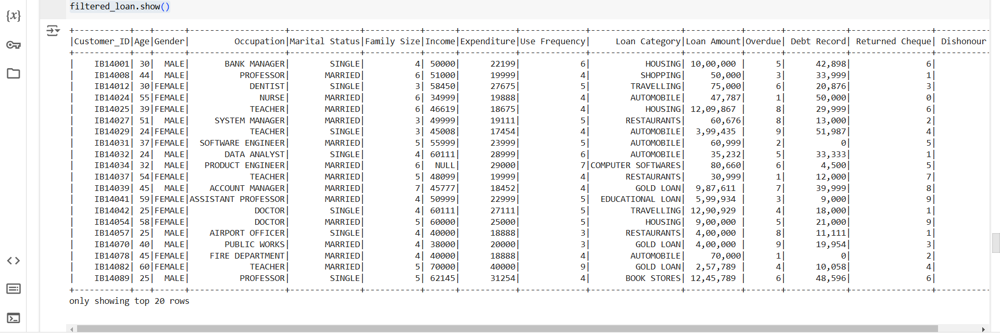 filtered_loan.show()
{x}
+-----------+---+------+-------------------+--------------+-----------+------+-----------+-------------+------------------+-----------+-------+------------+---------------+-----------
|Customer_ID|Age|Gender|         Occupation|Marital Status|Family Size|Income|Expenditure|Use Frequency|     Loan Category|Loan Amount|Overdue| Debt Record| Returned Cheque| Dishonour
+-----------+---+------+-------------------+--------------+-----------+------+-----------+-------------+------------------+-----------+-------+------------+---------------+-----------
|    IB14001| 30|  MALE|       BANK MANAGER|        SINGLE|          4| 50000|      22199|            6|           HOUSING| 10,00,000 |      5|      42,898|               6|
|    IB14008| 44|  MALE|          PROFESSOR|       MARRIED|          6| 51000|      19999|            4|          SHOPPING|     50,000|      3|      33,999|               1|
|    IB14012| 30|FEMALE|            DENTIST|        SINGLE|          3| 58450|      27675|            5|        TRAVELLING|     75,000|      6|      20,876|               3|
|    IB14024| 55|FEMALE|              NURSE|       MARRIED|          6| 34999|      19888|            4|        AUTOMOBILE|     47,787|      1|      50,000|               0|
|    IB14025| 39|FEMALE|            TEACHER|       MARRIED|          6| 46619|      18675|            4|           HOUSING| 12,09,867 |      8|      29,999|               6|
|    IB14027| 51|  MALE|     SYSTEM MANAGER|       MARRIED|          3| 49999|      19111|            5|       RESTAURANTS|     60,676|      8|      13,000|               2|
|    IB14029| 24|FEMALE|            TEACHER|        SINGLE|          3| 45008|      17454|            4|        AUTOMOBILE|  3,99,435 |      9|      51,987|               4|
|    IB14031| 37|FEMALE|  SOFTWARE ENGINEER|       MARRIED|          5| 55999|      23999|            5|        AUTOMOBILE|     60,999|      2|           0|               5|
|    IB14032| 24|  MALE|       DATA ANALYST|        SINGLE|          4| 60111|      28999|            6|        AUTOMOBILE|     35,232|      5|      33,333|               1|
|    IB14034| 32|  MALE|   PRODUCT ENGINEER|       MARRIED|          6|  NULL|      29000|            7|COMPUTER SOFTWARES|     80,660|      6|       4,500|               5|
|    IB14037| 54|FEMALE|            TEACHER|       MARRIED|          5| 48099|      19999|            4|       RESTAURANTS|     30,999|      1|      12,000|               7|
|    IB14039| 45|  MALE|    ACCOUNT MANAGER|       MARRIED|          7| 45777|      18452|            4|         GOLD LOAN|  9,87,611 |      7|      39,999|               8|
|    IB14041| 59|FEMALE|ASSISTANT PROFESSOR|       MARRIED|          4| 50999|      22999|            5|  EDUCATIONAL LOAN|  5,99,934 |      3|       9,000|               9|
|    IB14042| 25|FEMALE|             DOCTOR|        SINGLE|          4| 60111|      27111|            5|        TRAVELLING| 12,90,929 |      4|      18,000|               1|
|    IB14054| 58|FEMALE|             DOCTOR|       MARRIED|          5| 60000|      25000|            5|           HOUSING|  9,00,000 |      5|      21,000|               9|
|    IB14057| 25|  MALE|    AIRPORT OFFICER|        SINGLE|          4| 40000|      18888|            3|       RESTAURANTS|  4,00,000 |      8|      11,111|               1|
|    IB14070| 40|  MALE|       PUBLIC WORKS|       MARRIED|          4| 38000|      20000|            3|         GOLD LOAN|  4,00,000 |      9|      19,954|               3|
|    IB14078| 45|FEMALE|    FIRE DEPARTMENT|       MARRIED|          4| 40000|      18888|            4|        AUTOMOBILE|     70,000|      1|           0|               2|
|    IB14082| 60|FEMALE|            TEACHER|       MARRIED|          5| 70000|      40000|            9|         GOLD LOAN|  2,57,789 |      4|      10,058|               4|
|    IB14089| 25|  MALE|          PROFESSOR|        SINGLE|          5| 62145|      31254|            4|       BOOK STORES| 12,45,789 |      6|      48,596|               6|
+-----------+---+------+-------------------+--------------+-----------+------+-----------+-------------+------------------+-----------+-------+------------+---------------+-----------
only showing top 20 rows